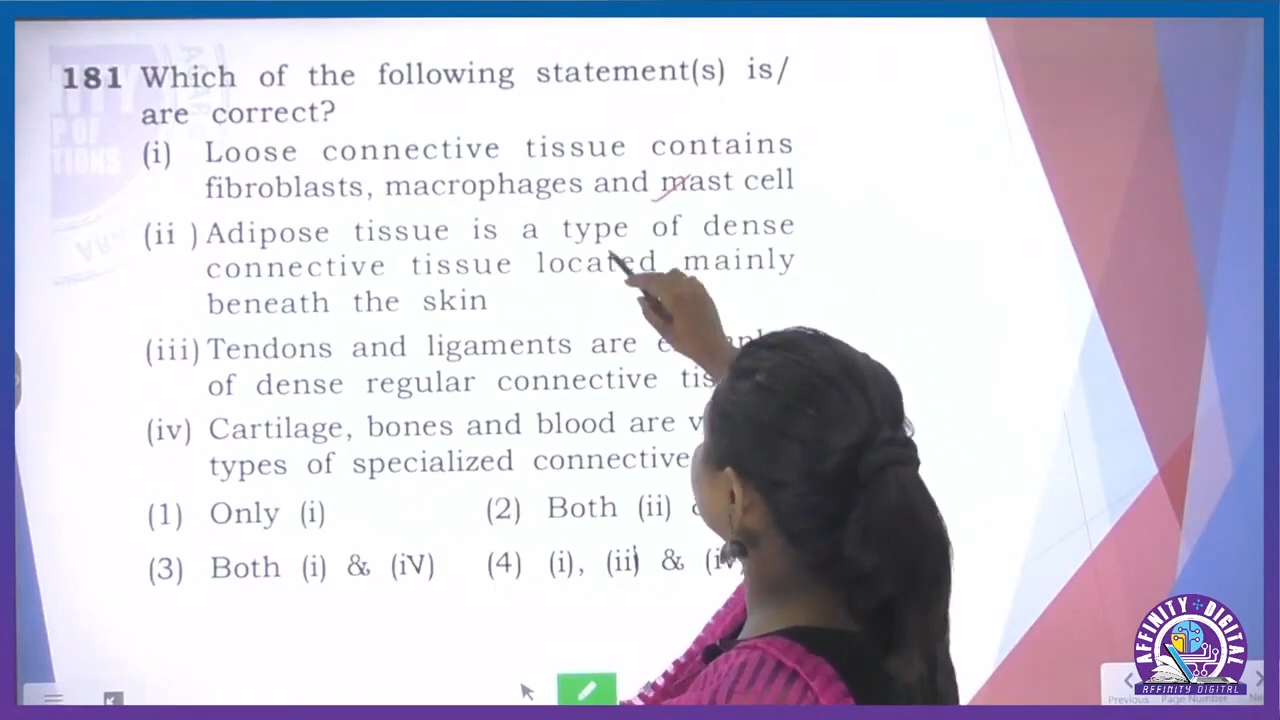 181 Which of the following statement(s) is/
are correct?
(i) Loose connective tissue contains
fibroblasts, macrophages and mast cell
(ii ) Adipose tissue is a type of dense
connective tissue located mainly
beneath the skin
(iii) Tendons and ligaments are
of dense regular connective
(iv) Cartilage, bones and blood are
types of specialized connective
(1) Only (i) (2) Both (ii)
(3) Both (i) & (iV) (4) (i), (ii) &
AFFINITY DIGITAL
AFFINITY DIGITAL
Previous Page Number